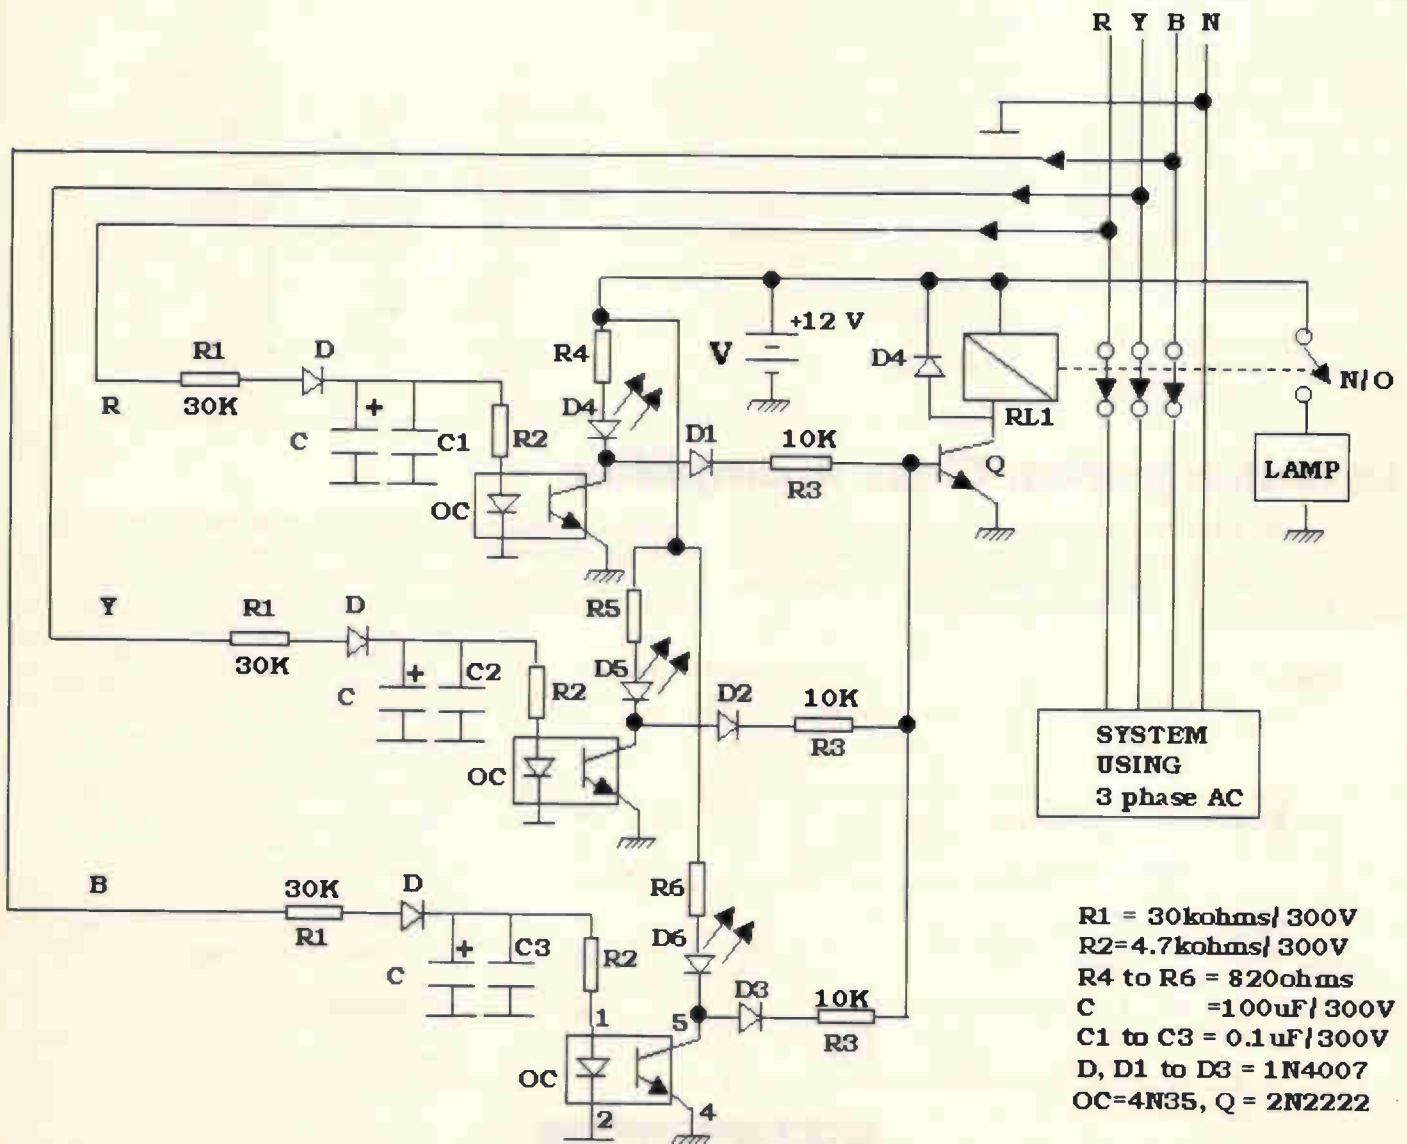 R Y B N
+12 V
V
R4
D4
RL1
N/O
R1
D
30K
R
+
C
C1
R2
D4
D1
10K
R3
Q
LAMP
OC
Y
R1
D
30K
+
C
C2
R2
R5
D5
D2
10K
R3
OC
SYSTEM
USING
3 phase AC
B
30K
R1
D
+
C
C3
R2
R6
D6
D3
10K
R3
1
5
OC
2
4
R1 = 30kohms/ 300V
R2=4.7kohms/ 300V
R4 to R6 = 820ohms
C =100uF/ 300V
C1 to C3 = 0.1uF/300V
D, D1 to D3 = 1N4007
OC=4N35, Q = 2N2222